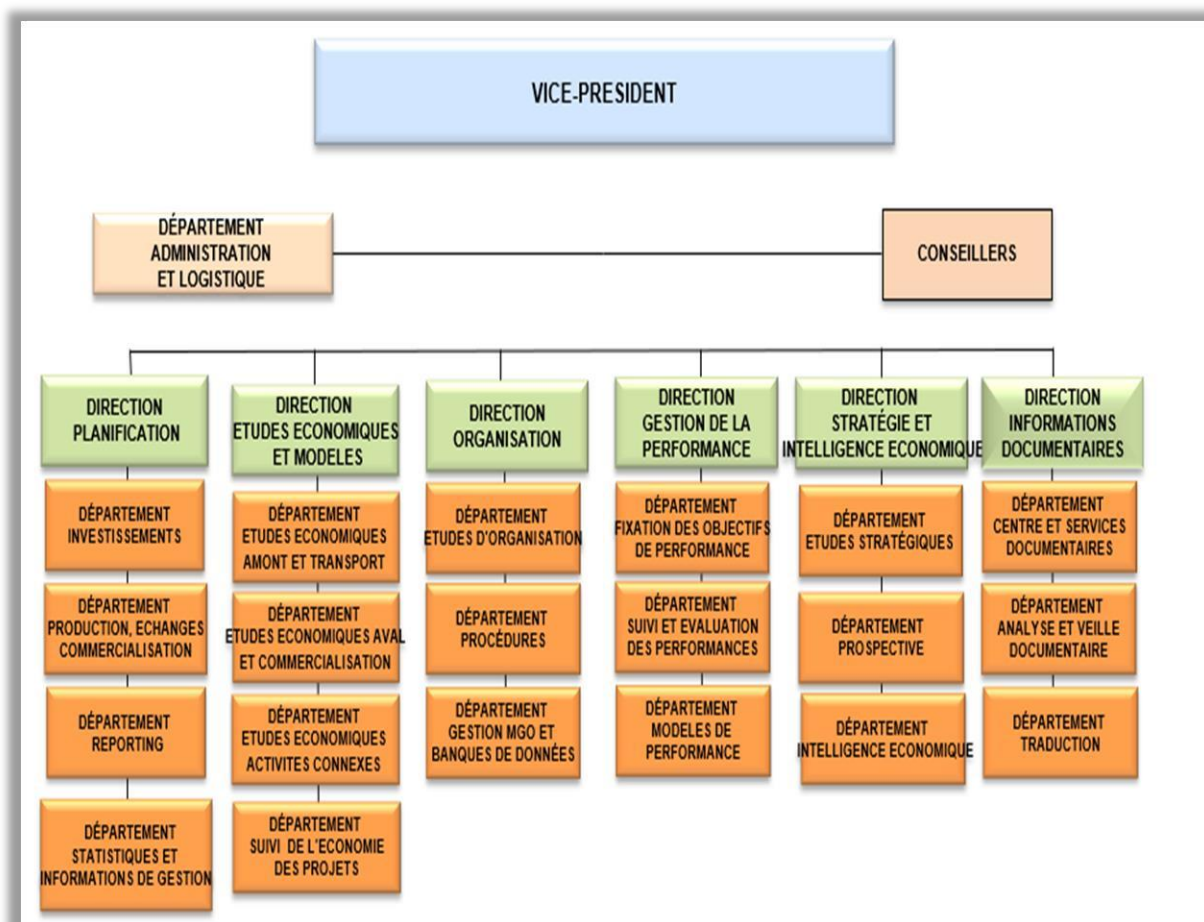 VICE-PRESIDENT
DÉPARTEMENT
ADMINISTRATION
ET LOGISTIQUE
CONSEILLERS
DIRECTION
PLANIFICATION
DÉPARTEMENT
INVESTISSEMENTS
DÉPARTEMENT
PRODUCTION, ECHANGES
COMMERCIALISATION
DÉPARTEMENT
REPORTING
DÉPARTEMENT
STATISTIQUES ET
INFORMATIONS DE GESTION
DIRECTION
ETUDES ECONOMIQUES
ET MODELES
DÉPARTEMENT
ETUDES ECONOMIQUES
AMONT ET TRANSPORT
DÉPARTEMENT
ETUDES ECONOMIQUES AVAL
ET COMMERCIALISATION
DÉPARTEMENT
ETUDES ECONOMIQUES
ACTIVITES CONNEXES
DÉPARTEMENT
SUIVI DE L'ECONOMIE
DES PROJETS
DIRECTION
ORGANISATION
DÉPARTEMENT
ETUDES D'ORGANISATION
DÉPARTEMENT
PROCÉDURES
DÉPARTEMENT
GESTION MGO ET
BANQUES DE DONNÉES
DIRECTION
GESTION DE LA
PERFORMANCE
DÉPARTEMENT
FIXATION DES OBJECTIFS
DE PERFORMANCE
DÉPARTEMENT
SUIVI ET EVALUATION
DES PERFORMANCES
DÉPARTEMENT
MODELES DE
PERFORMANCE
DIRECTION
STRATÉGIE ET
INTELLIGENCE ECONOMIQUE
DÉPARTEMENT
ETUDES STRATÉGIQUES
DÉPARTEMENT
PROSPECTIVE
DÉPARTEMENT
INTELLIGENCE ECONOMIQUE
DIRECTION
INFORMATIONS
DOCUMENTAIRES
DÉPARTEMENT
CENTRE ET SERVICES
DOCUMENTAIRES
DÉPARTEMENT
ANALYSE ET VEILLE
DOCUMENTAIRE
DÉPARTEMENT
TRADUCTION